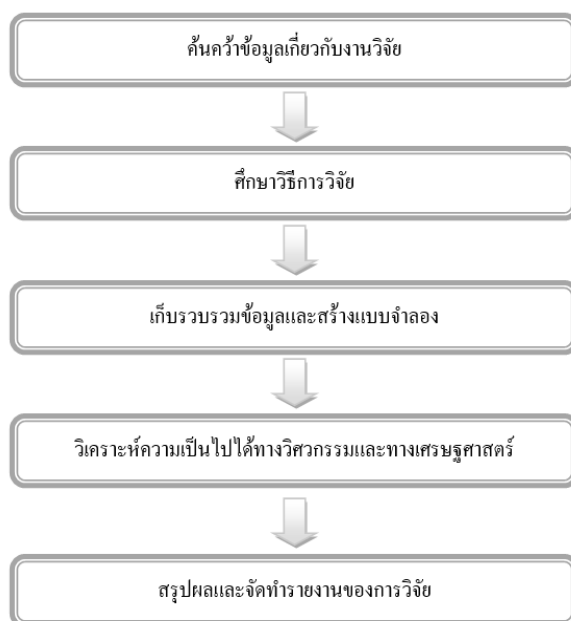 ค้นคว้าข้อมูลเกี่ยวกับงานวิจัย
ศึกษาวิธีการวิจัย
เก็บรวบรวมข้อมูลและสร้างแบบจำลอง
วิเคราะห์ความเป็นไปได้ทางวิศวกรรมและทางเศรษฐศาสตร์
สรุปผลและจัดทำรายงานของการวิจัย